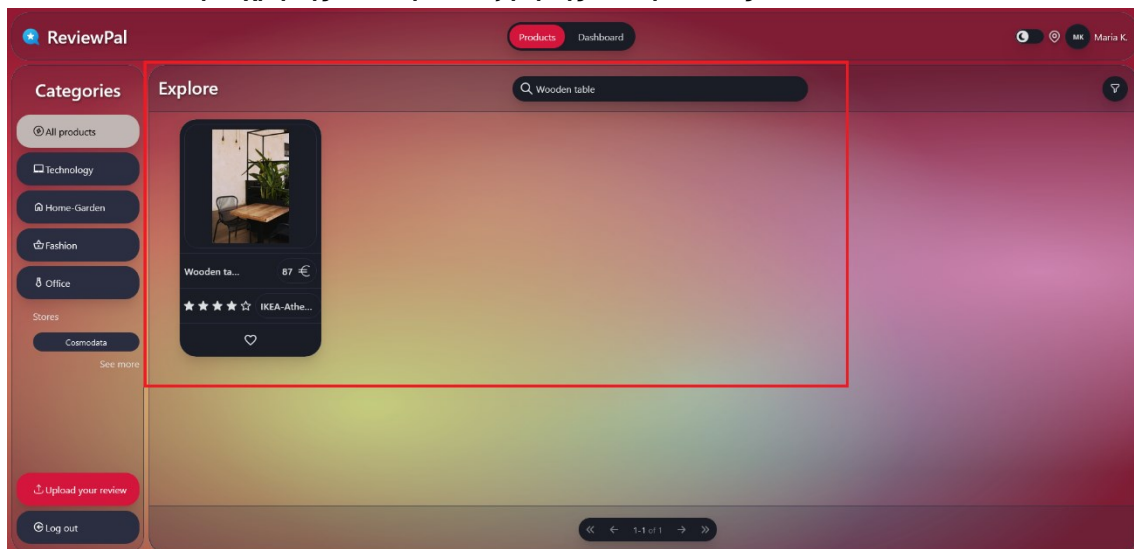 ReviewPal
Products Dashboard
MK Maria K.
Categories
All products
Technology
Home-Garden
Fashion
Office
Stores
Cosmodata
See more
Upload your review
Log out
Explore
Wooden table
Wooden ta... 87 €
IKEA-Athe...
1-1 of 1